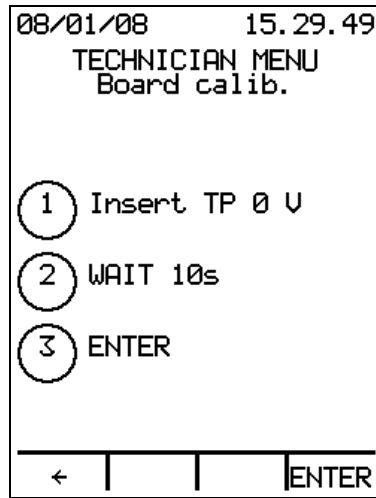 08/01/08 15.29.49
TECHNICIAN MENU
Board calib.
1 Insert TP 0 V
2 WAIT 10s
3 ENTER
← ENTER